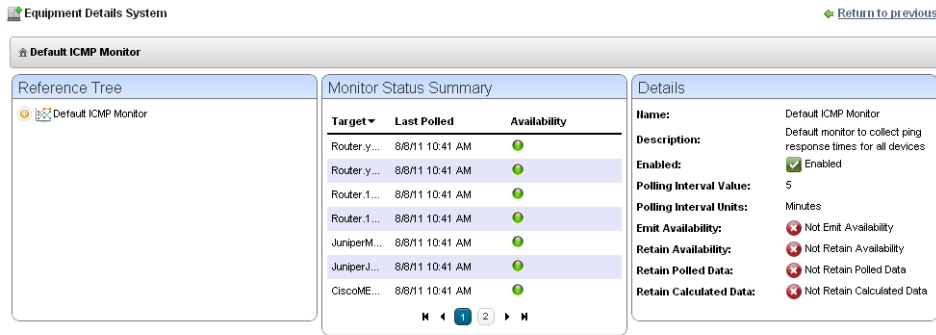 Equipment Details System
Return to previous
Default ICMP Monitor
Reference Tree
Default ICMP Monitor
Monitor Status Summary
Target Last Polled Availability
Router.y... 8/8/11 10:41 AM
Router.y... 8/8/11 10:41 AM
Router.1... 8/8/11 10:41 AM
Router.1... 8/8/11 10:41 AM
JuniperM... 8/8/11 10:41 AM
JuniperJ... 8/8/11 10:41 AM
CiscoME... 8/8/11 10:41 AM
1 2
Details
Name: Default ICMP Monitor
Description: Default monitor to collect ping
response times for all devices
Enabled: Enabled
Polling Interval Value: 5
Polling Interval Units: Minutes
Emit Availability: Not Emit Availability
Retain Availability: Not Retain Availability
Retain Polled Data: Not Retain Polled Data
Retain Calculated Data: Not Retain Calculated Data